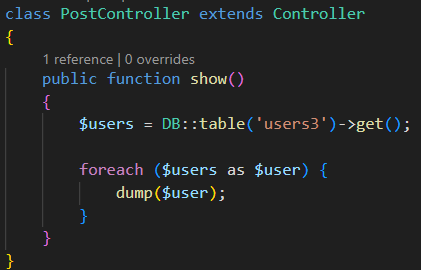 class PostController extends Controller
{
1 reference | 0 overrides
public function show()
{
$users = DB::table('users3')->get();
foreach ($users as $user) {
dump($user);
}
}
}